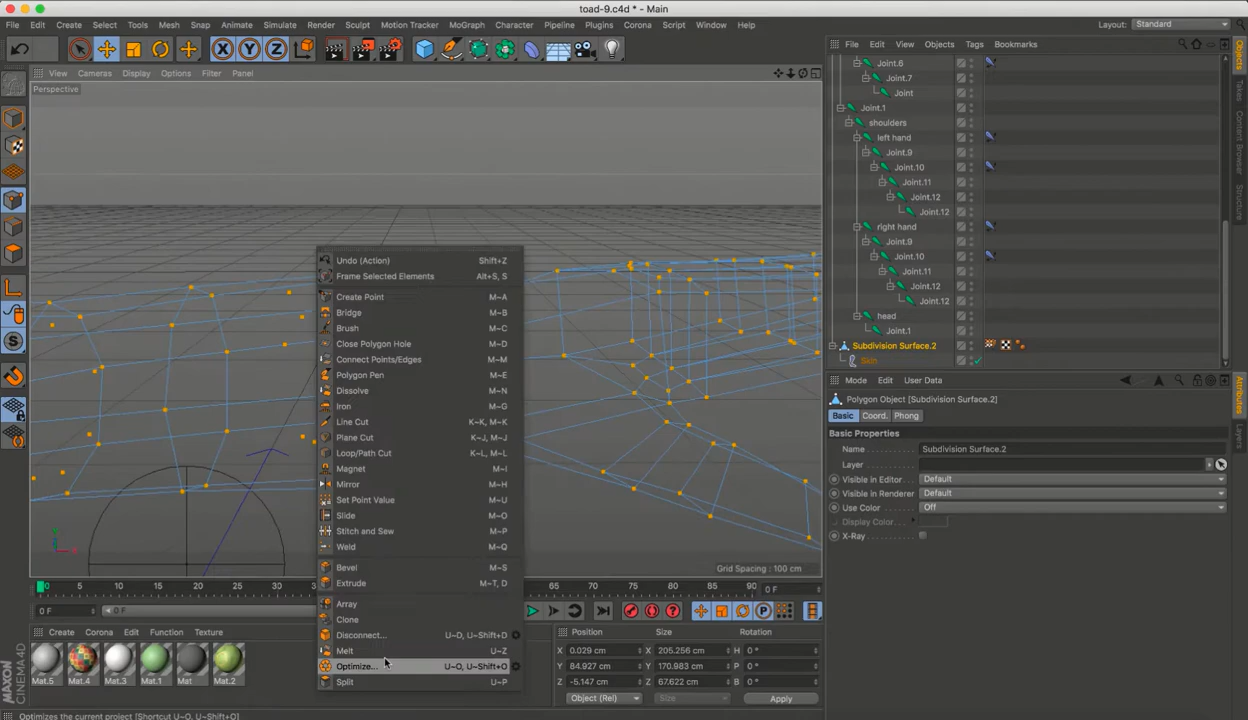 toad-9.c4d * - Main
File Edit Create Select Tools Mesh Snap Animate Simulate Render Sculpt Motion Tracker MoGraph Character Pipeline Plugins Corona Script Window Help
Layout: Standard
View Cameras Display Options Filter Panel
Perspective
Undo (Action) Shift+Z
Frame Selected Elements Alt+S, S
Create Point M~A
Bridge M~B
Brush M~C
Close Polygon Hole M~D
Connect Points/Edges M~M
Polygon Pen M~E
Dissolve M~N
Iron M~G
Line Cut K~K, M~K
Plane Cut K~J, M~J
Loop/Path Cut K~L, M~L
Magnet M~I
Mirror M~H
Set Point Value M~U
Slide M~O
Stitch and Sew M~P
Weld M~Q
Bevel M~S
Extrude M~T, D
Array
Clone
Disconnect... U~D, U~Shift+D
Melt U~Z
Optimize... U~O, U~Shift+O
Split U~P
Grid Spacing : 100 cm
0 5 10 15 20 25 30 65 70 75 80 85 90 0 F
0 F 0 F
Create Corona Edit Function Texture
Mat.5 Mat.4 Mat.3 Mat.1 Mat Mat.2
Position Size Rotation
X 0.029 cm X 205.256 cm H 0 °
Y 84.927 cm Y 170.983 cm P 0 °
Z -5.147 cm Z 67.622 cm B 0 °
Object (Rel) Size Apply
Optimizes the current project [Shortcut U~O, U~Shift+O]
File Edit View Objects Tags Bookmarks
Joint.6
Joint.7
Joint
Joint.1
shoulders
left hand
Joint.9
Joint.10
Joint.11
Joint.12
Joint.12
right hand
Joint.9
Joint.10
Joint.11
Joint.12
Joint.12
head
Joint.1
Subdivision Surface.2
Skin
Mode Edit User Data
Polygon Object [Subdivision Surface.2]
Basic Coord. Phong
Basic Properties
Name Subdivision Surface.2
Layer
Visible in Editor Default
Visible in Renderer Default
Use Color Off
Display Color
X-Ray
Objects
Takes
Content Browser
Structure
Attributes
Layers
MAXON
CINEMA4D